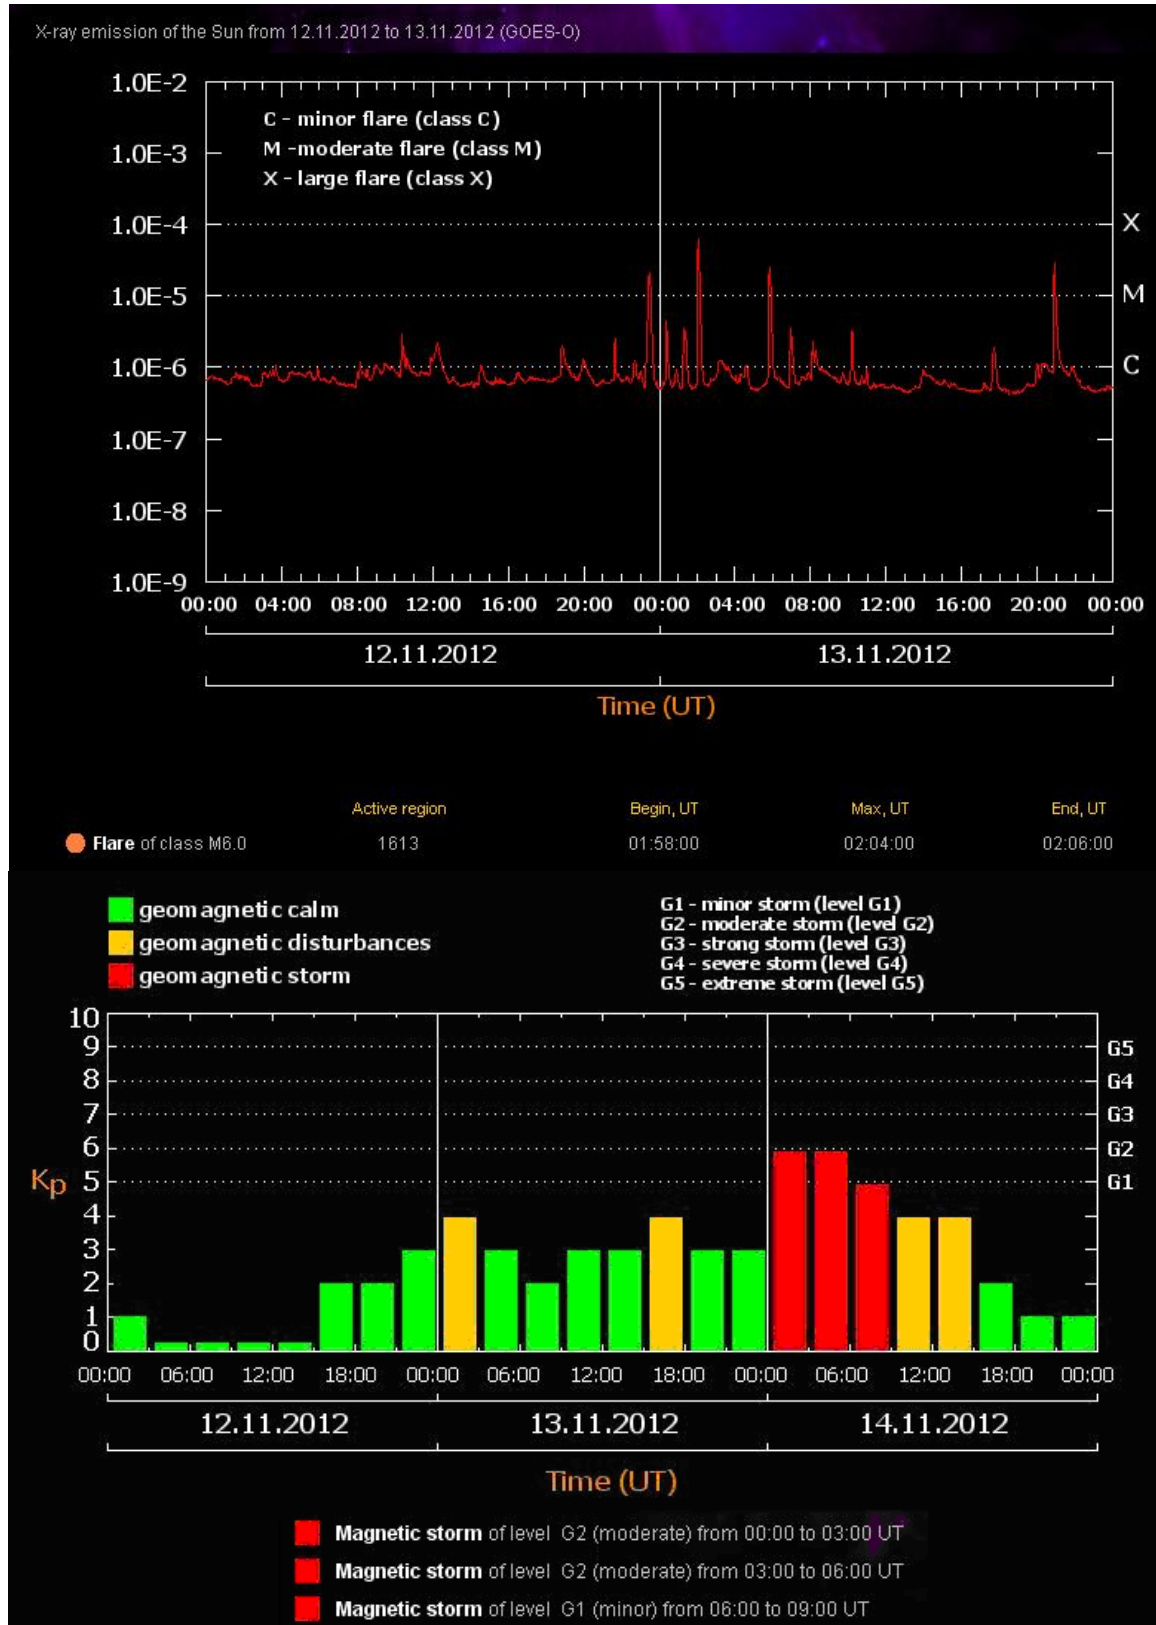 X-ray emission of the Sun from 12.11.2012 to 13.11.2012 (GOES-O)
1.0E-2
C - minor flare (class C)
M -moderate flare (class M)
1.0E-3
X - large flare (class X)
1.0E-4 X
1.0E-5 M
1.0E-6 C
1.0E-7
1.0E-8
1.0E-9
00:00 04:00 08:00 12:00 16:00 20:00 00:00 04:00 08:00 12:00 16:00 20:00 00:00
12.11.2012 13.11.2012
Time (UT)
Active region Begin, UT Max, UT End, UT
Flare of class M6.0 1613 01:58:00 02:04:00 02:06:00
geomagnetic calm
geomagnetic disturbances
geomagnetic storm
G1 - minor storm (level G1)
G2 - moderate storm (level G2)
G3 - strong storm (level G3)
G4 - severe storm (level G4)
G5 - extreme storm (level G5)
10
9 G5
8 G4
7 G3
6 G2
Kp 5 G1
4
3
2
1
0
00:00 06:00 12:00 18:00 00:00 06:00 12:00 18:00 00:00 06:00 12:00 18:00 00:00
12.11.2012 13.11.2012 14.11.2012
Time (UT)
Magnetic storm of level G2 (moderate) from 00:00 to 03:00 UT
Magnetic storm of level G2 (moderate) from 03:00 to 06:00 UT
Magnetic storm of level G1 (minor) from 06:00 to 09:00 UT